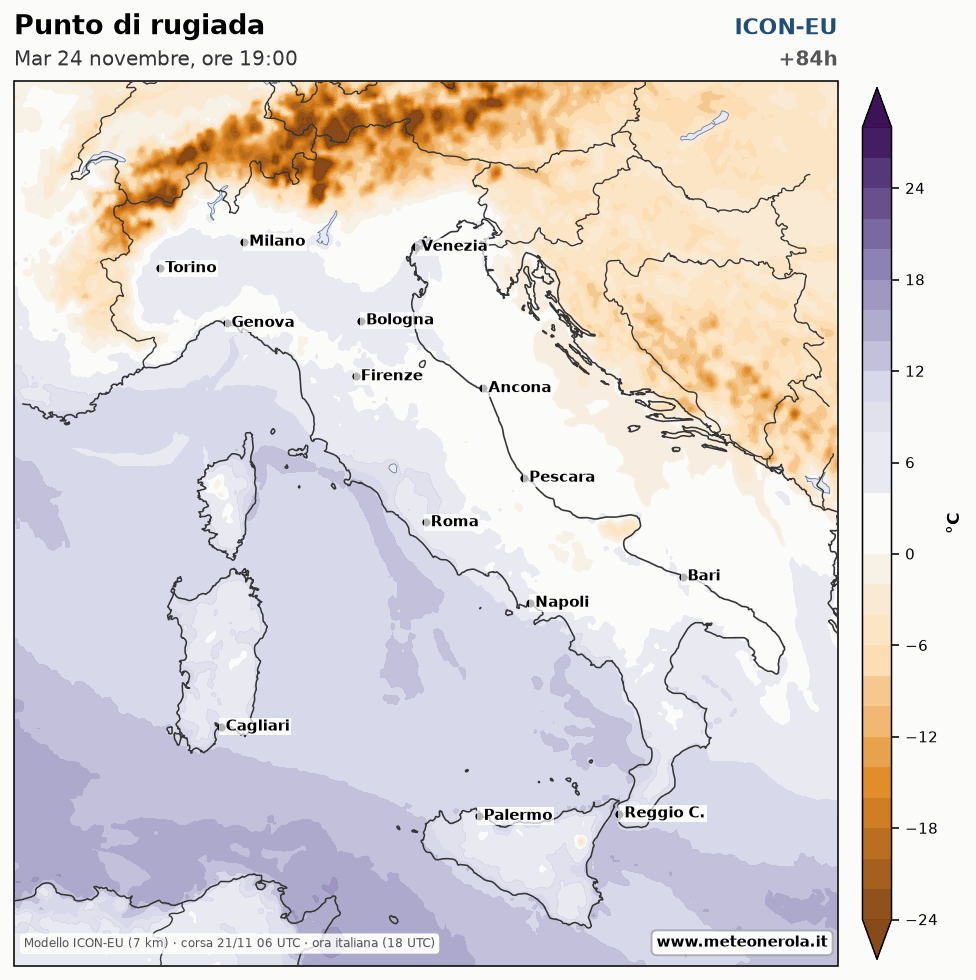 Punto di rugiada
ICON-EU
Mar 24 novembre, ore 19:00
+84h
Milano
Venezia
Torino
Genova
Bologna
Firenze
Ancona
Pescara
Roma
Bari
Napoli
Cagliari
Palermo
Reggio C.
24
18
12
6
0
−6
−12
−18
−24
°C
Modello ICON-EU (7 km) · corsa 21/11 06 UTC · ora italiana (18 UTC)
www.meteonerola.it